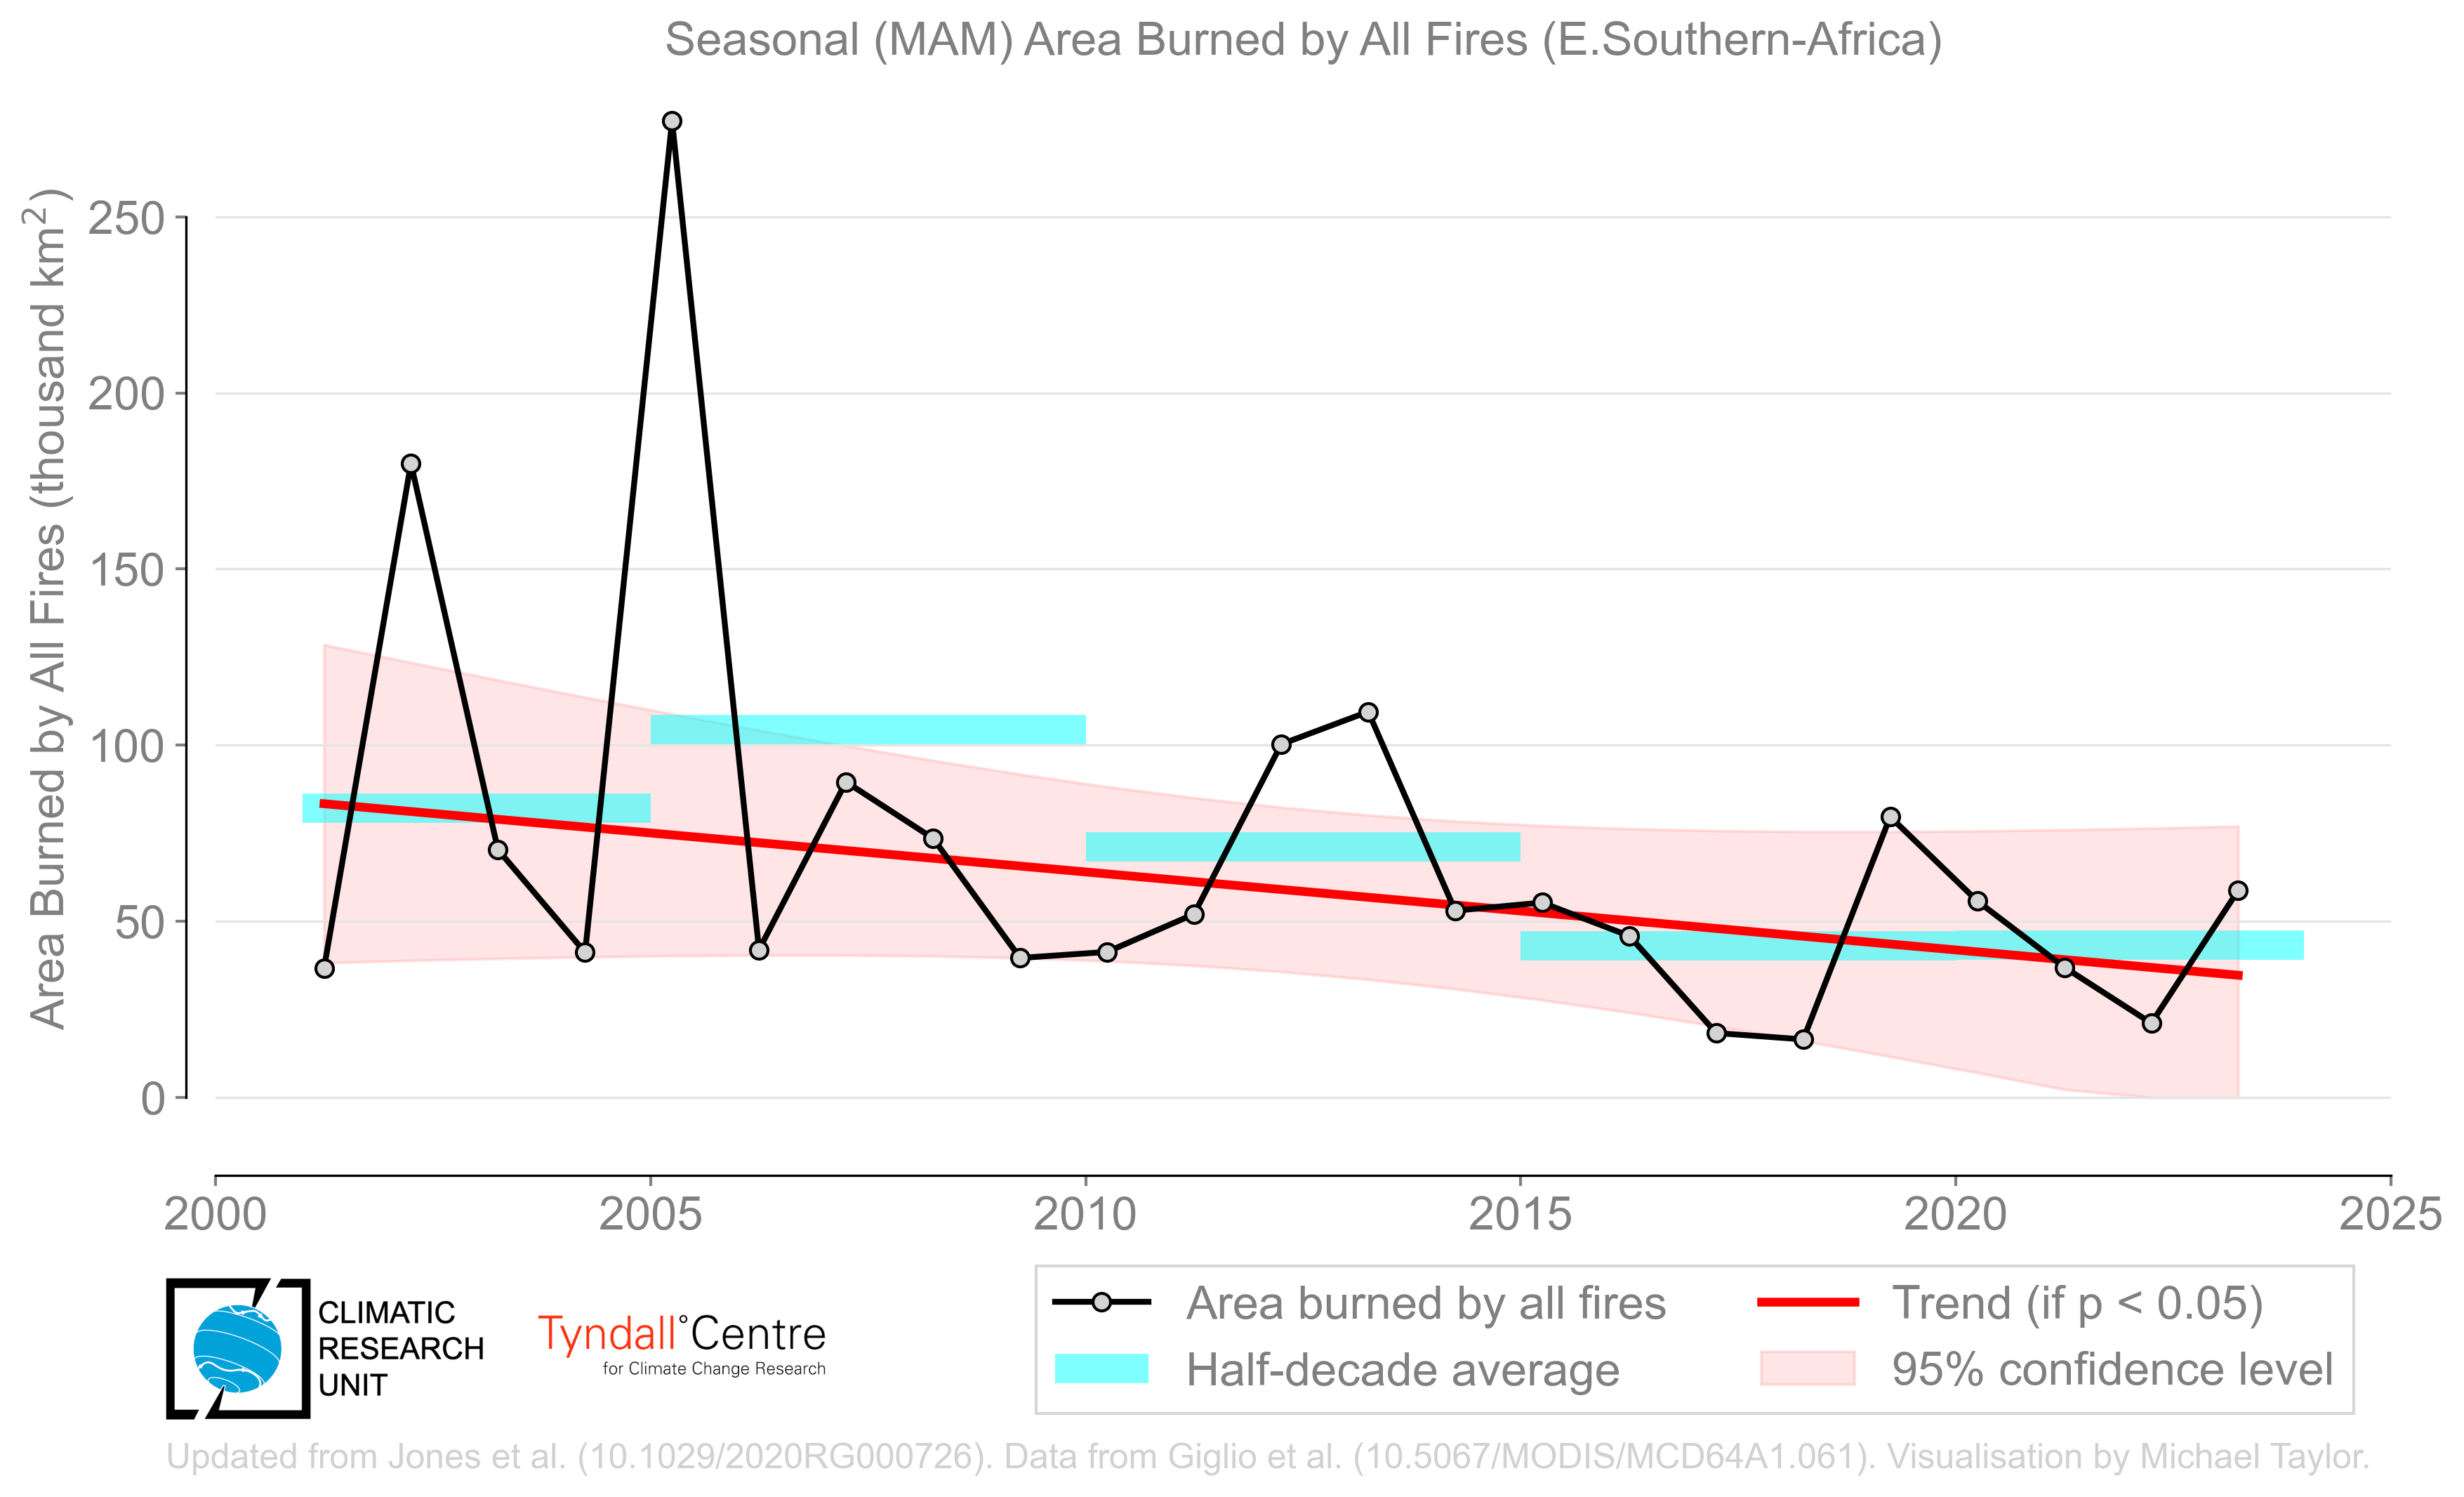 Seasonal (MAM) Area Burned by All Fires (E.Southern-Africa)
Area Burned by All Fires (thousand km²)
250
200
150
100
50
0
2000 2005 2010 2015 2020 2025
Area burned by all fires
Half-decade average
Trend (if p < 0.05)
95% confidence level
CLIMATIC
RESEARCH
UNIT
Tyndall°Centre
for Climate Change Research
Updated from Jones et al. (10.1029/2020RG000726). Data from Giglio et al. (10.5067/MODIS/MCD64A1.061). Visualisation by Michael Taylor.